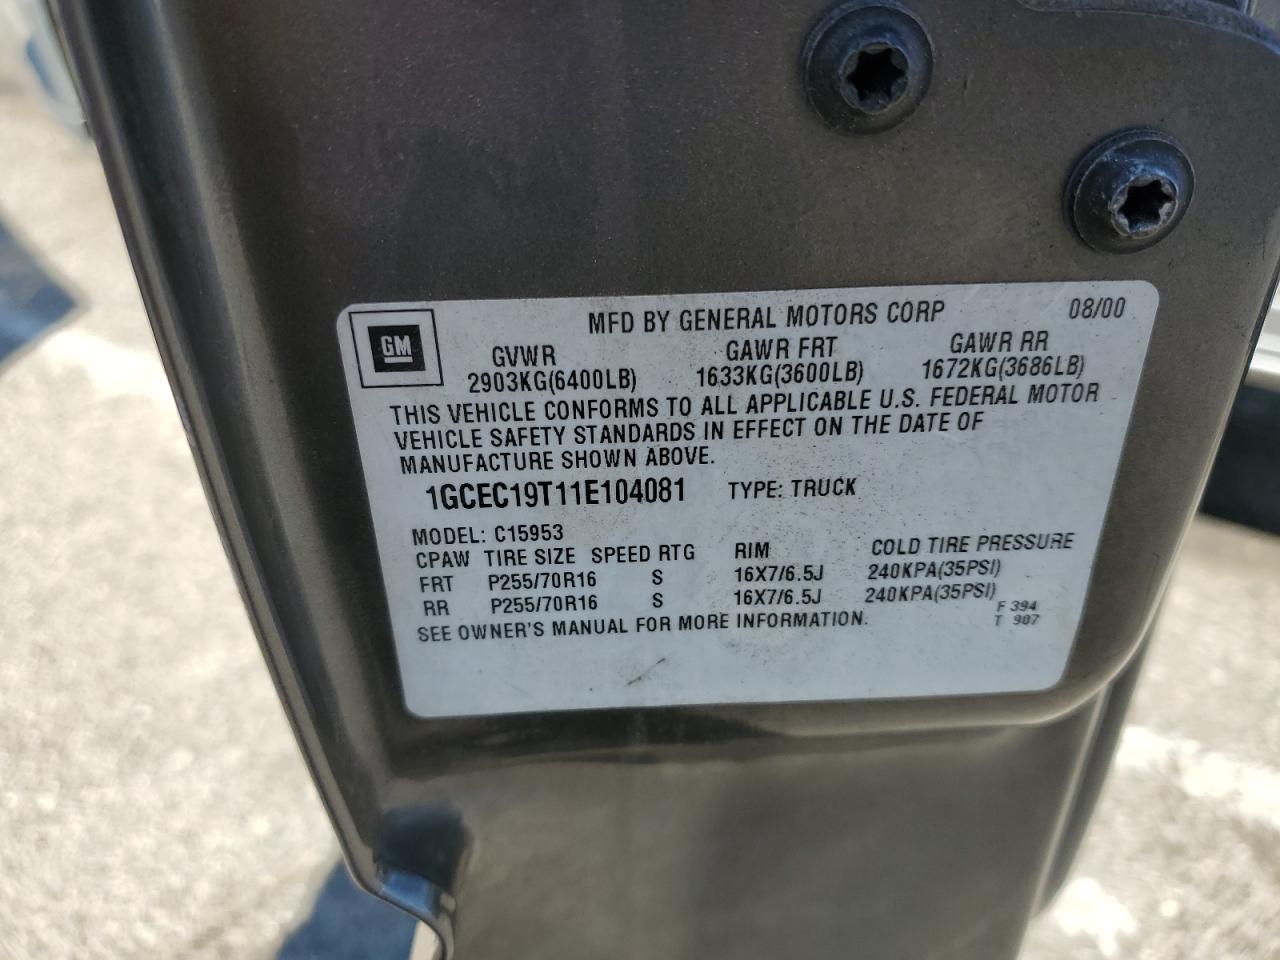 MFD BY GENERAL MOTORS CORP 08/00
GM
GVWR GAWR FRT GAWR RR
2903KG(6400LB) 1633KG(3600LB) 1672KG(3686LB)
THIS VEHICLE CONFORMS TO ALL APPLICABLE U.S. FEDERAL MOTOR
VEHICLE SAFETY STANDARDS IN EFFECT ON THE DATE OF
MANUFACTURE SHOWN ABOVE.
1GCEC19T11E104081 TYPE: TRUCK
MODEL: C15953
CPAW TIRE SIZE SPEED RTG RIM COLD TIRE PRESSURE
FRT P255/70R16 S 16X7/6.5J 240KPA(35PSI)
RR P255/70R16 S 16X7/6.5J 240KPA(35PSI)
SEE OWNER'S MANUAL FOR MORE INFORMATION.
F 394
T 907